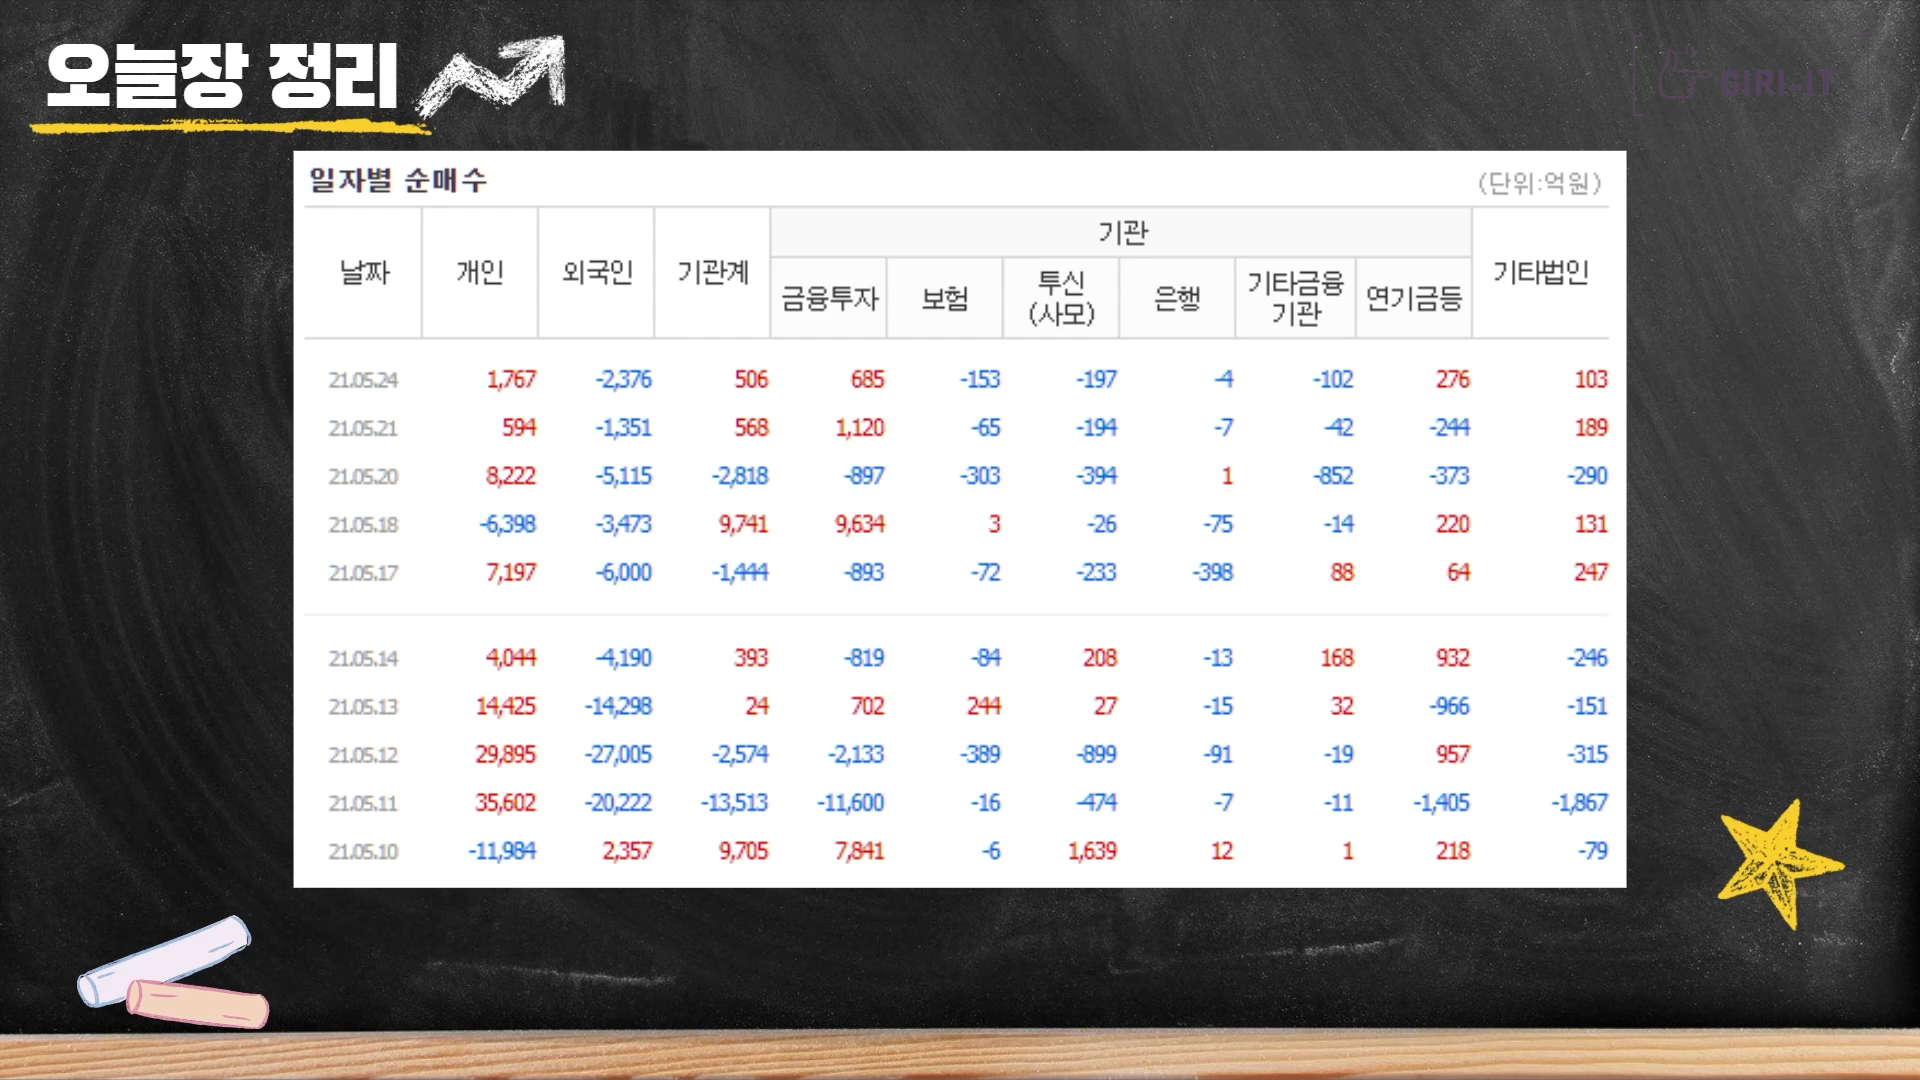 오늘장 정리
GIRL-IT
일자별 순매수
(단위:억원)
날짜 개인 외국인 기관계 기관 기타법인
금융투자 보험 투신(사모) 은행 기타금융기관 연기금등
21.05.24 1,767 -2,376 506 685 -153 -197 -4 -102 276 103
21.05.21 594 -1,351 568 1,120 -65 -194 -7 -42 -244 189
21.05.20 8,222 -5,115 -2,818 -897 -303 -394 1 -852 -373 -290
21.05.18 -6,398 -3,473 9,741 9,634 3 -26 -75 -14 220 131
21.05.17 7,197 -6,000 -1,444 -893 -72 -233 -398 88 64 247
21.05.14 4,044 -4,190 393 -819 -84 208 -13 168 932 -246
21.05.13 14,425 -14,298 24 702 244 27 -15 32 -966 -151
21.05.12 29,895 -27,005 -2,574 -2,133 -389 -899 -91 -19 957 -315
21.05.11 35,602 -20,222 -13,513 -11,600 -16 -474 -7 -11 -1,405 -1,867
21.05.10 -11,984 2,357 9,705 7,841 -6 1,639 12 1 218 -79